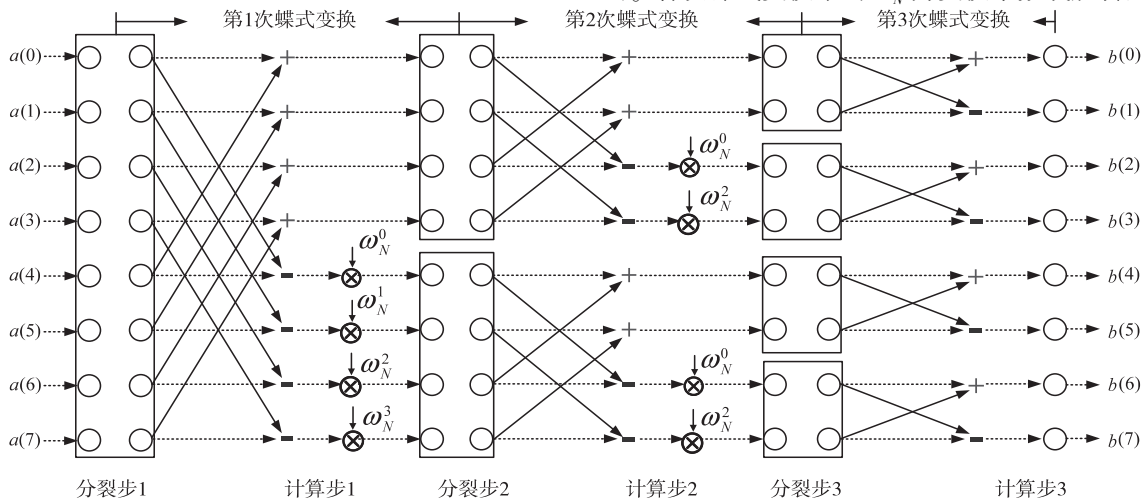 第1次蝶式变换 第2次蝶式变换 第3次蝶式变换
a(0) + + + b(0)
a(1) + + - b(1)
a(2) + - ⊗ ω_N^0 + b(2)
a(3) + - ⊗ ω_N^2 - b(3)
a(4) - ⊗ ω_N^0 + + b(4)
a(5) - ⊗ ω_N^1 + - b(5)
a(6) - ⊗ ω_N^2 - ⊗ ω_N^0 + b(6)
a(7) - ⊗ ω_N^3 - ⊗ ω_N^2 - b(7)
分裂步1 计算步1 分裂步2 计算步2 分裂步3 计算步3